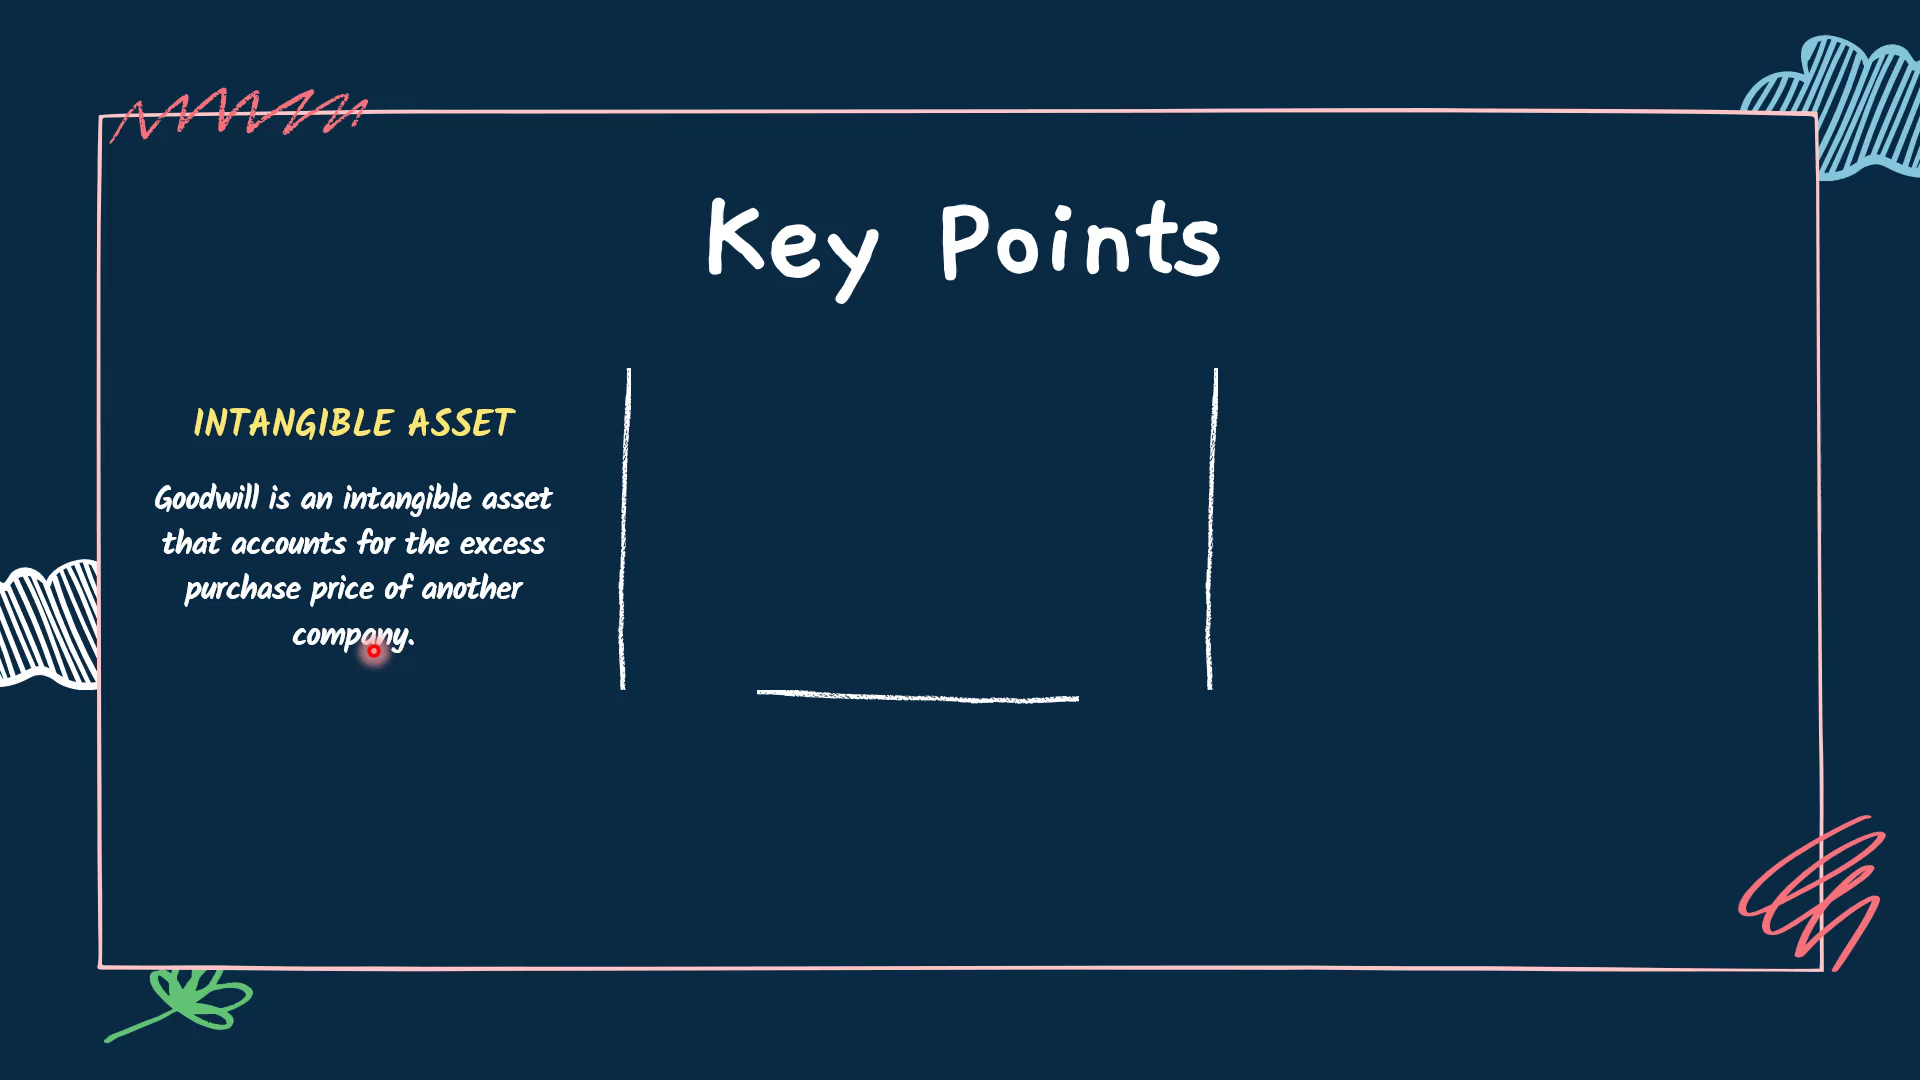 Key Points
INTANGIBLE ASSET
Goodwill is an intangible asset
that accounts for the excess
purchase price of another
company.